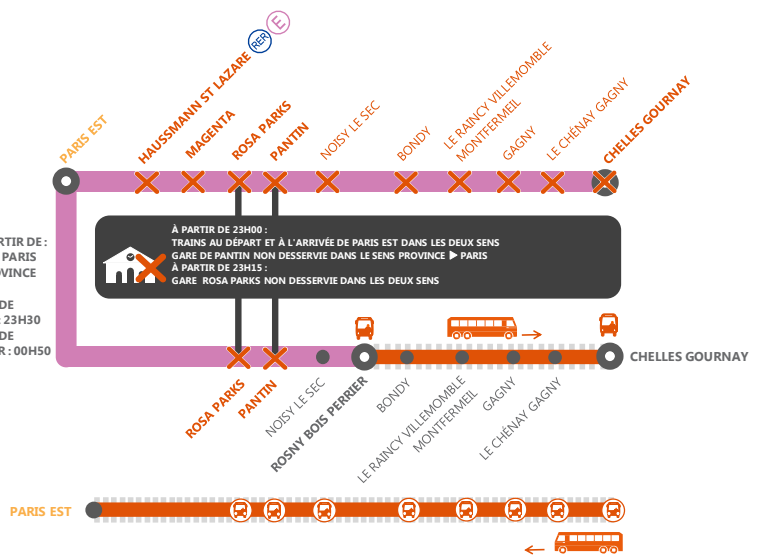 RER E
PARIS EST
HAUSSMANN ST LAZARE
MAGENTA
ROSA PARKS
PANTIN
NOISY LE SEC
BONDY
LE RAINCY VILLEMOMBLE
MONTFERMEIL
GAGNY
LE CHÉNAY GAGNY
CHELLES GOURNAY
À PARTIR DE 23H00 :
TRAINS AU DÉPART ET À L'ARRIVÉE DE PARIS EST DANS LES DEUX SENS
GARE DE PANTIN NON DESSERVIE DANS LE SENS PROVINCE ▶ PARIS
À PARTIR DE 23H15 :
GARE ROSA PARKS NON DESSERVIE DANS LES DEUX SENS
RTIR DE :
PARIS
OVINCE
DE
: 23H30
DE
R : 00H50
CHELLES GOURNAY
ROSA PARKS
PANTIN
NOISY LE SEC
ROSNY BOIS PERRIER
BONDY
LE RAINCY VILLEMOMBLE
MONTFERMEIL
GAGNY
LE CHÉNAY GAGNY
PARIS EST